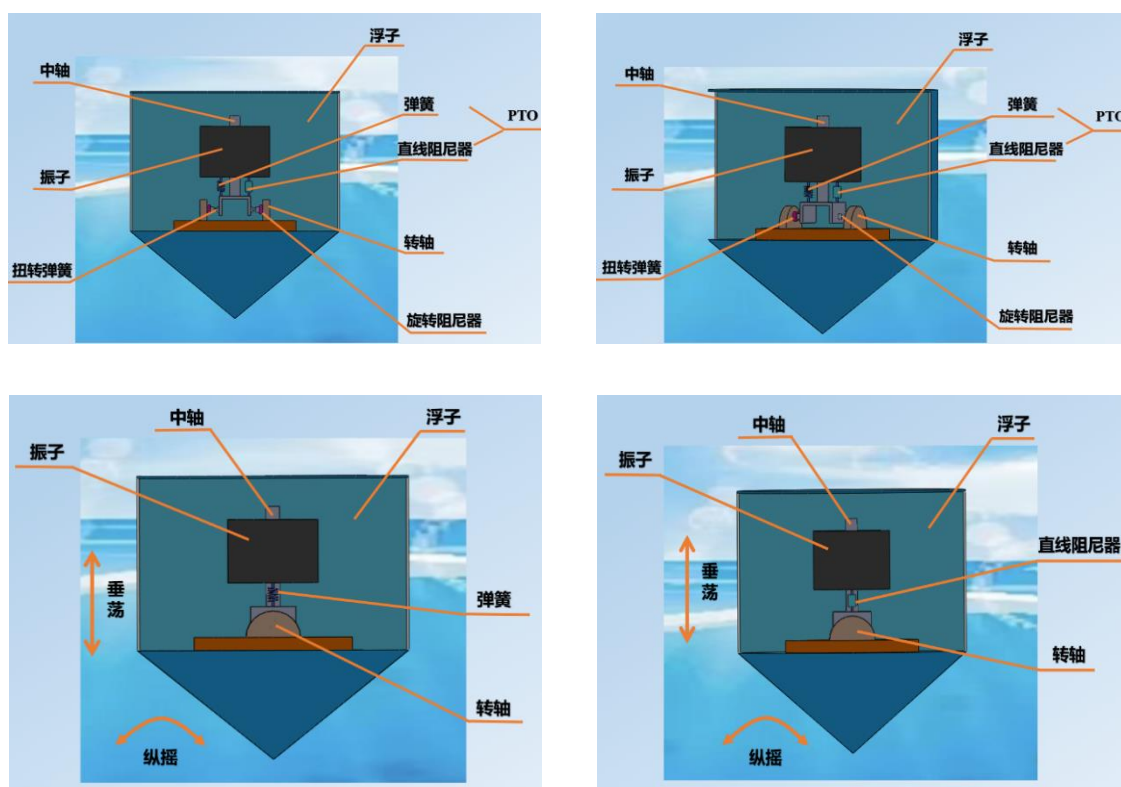 浮子
中轴
弹簧
PTO
直线阻尼器
振子
转轴
扭转弹簧
旋转阻尼器
浮子
中轴
弹簧
PTO
直线阻尼器
振子
转轴
扭转弹簧
旋转阻尼器
中轴
浮子
振子
垂荡
弹簧
转轴
纵摇
中轴
浮子
振子
直线阻尼器
垂荡
转轴
纵摇